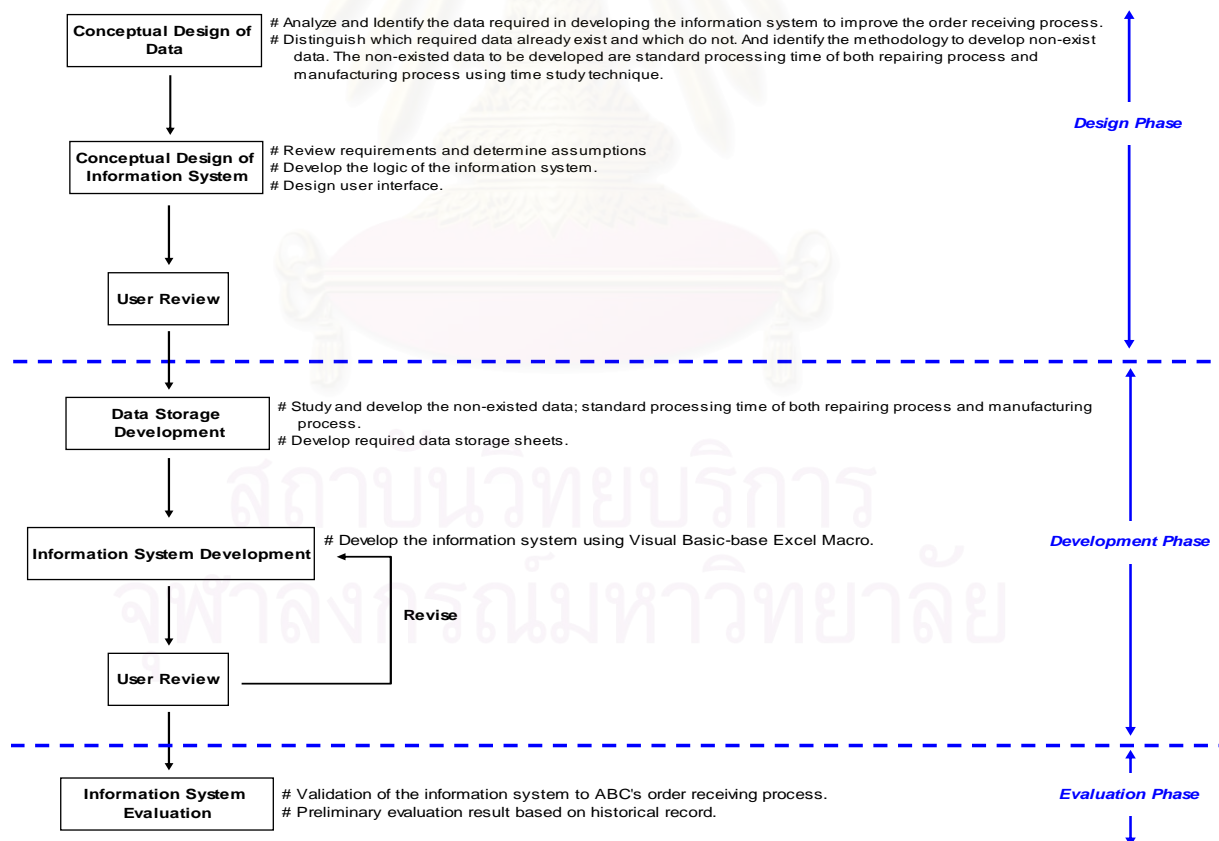 Conceptual Design of
Data
# Analyze and Identify the data required in developing the information system to improve the order receiving process.
# Distinguish which required data already exist and which do not. And identify the methodology to develop non-exist
data. The non-existed data to be developed are standard processing time of both repairing process and
manufacturing process using time study technique.
Design Phase
Conceptual Design of
Information System
# Review requirements and determine assumptions
# Develop the logic of the information system.
# Design user interface.
User Review
Data Storage
Development
# Study and develop the non-existed data; standard processing time of both repairing process and manufacturing
process.
# Develop required data storage sheets.
สถาบันวิทยบริการ
Information System Development
# Develop the information system using Visual Basic-base Excel Macro.
Development Phase
จุฬาลงกรณ์มหาวิทยาลัย
Revise
User Review
Information System
Evaluation
# Validation of the information system to ABC's order receiving process.
# Preliminary evaluation result based on historical record.
Evaluation Phase